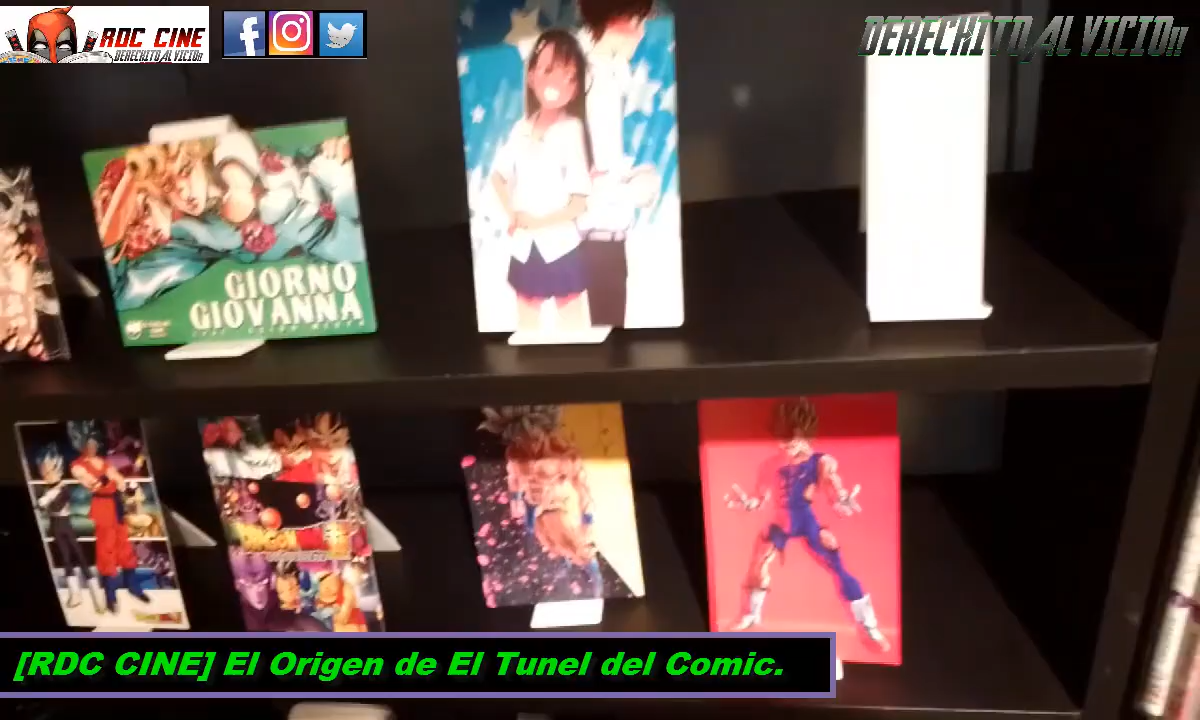 RDC CINE
DERECHITO AL VICIO!!
DERECHITO AL VICIO!!
GIORNO
GIOVANNA
[RDC CINE] El Origen de El Tunel del Comic.